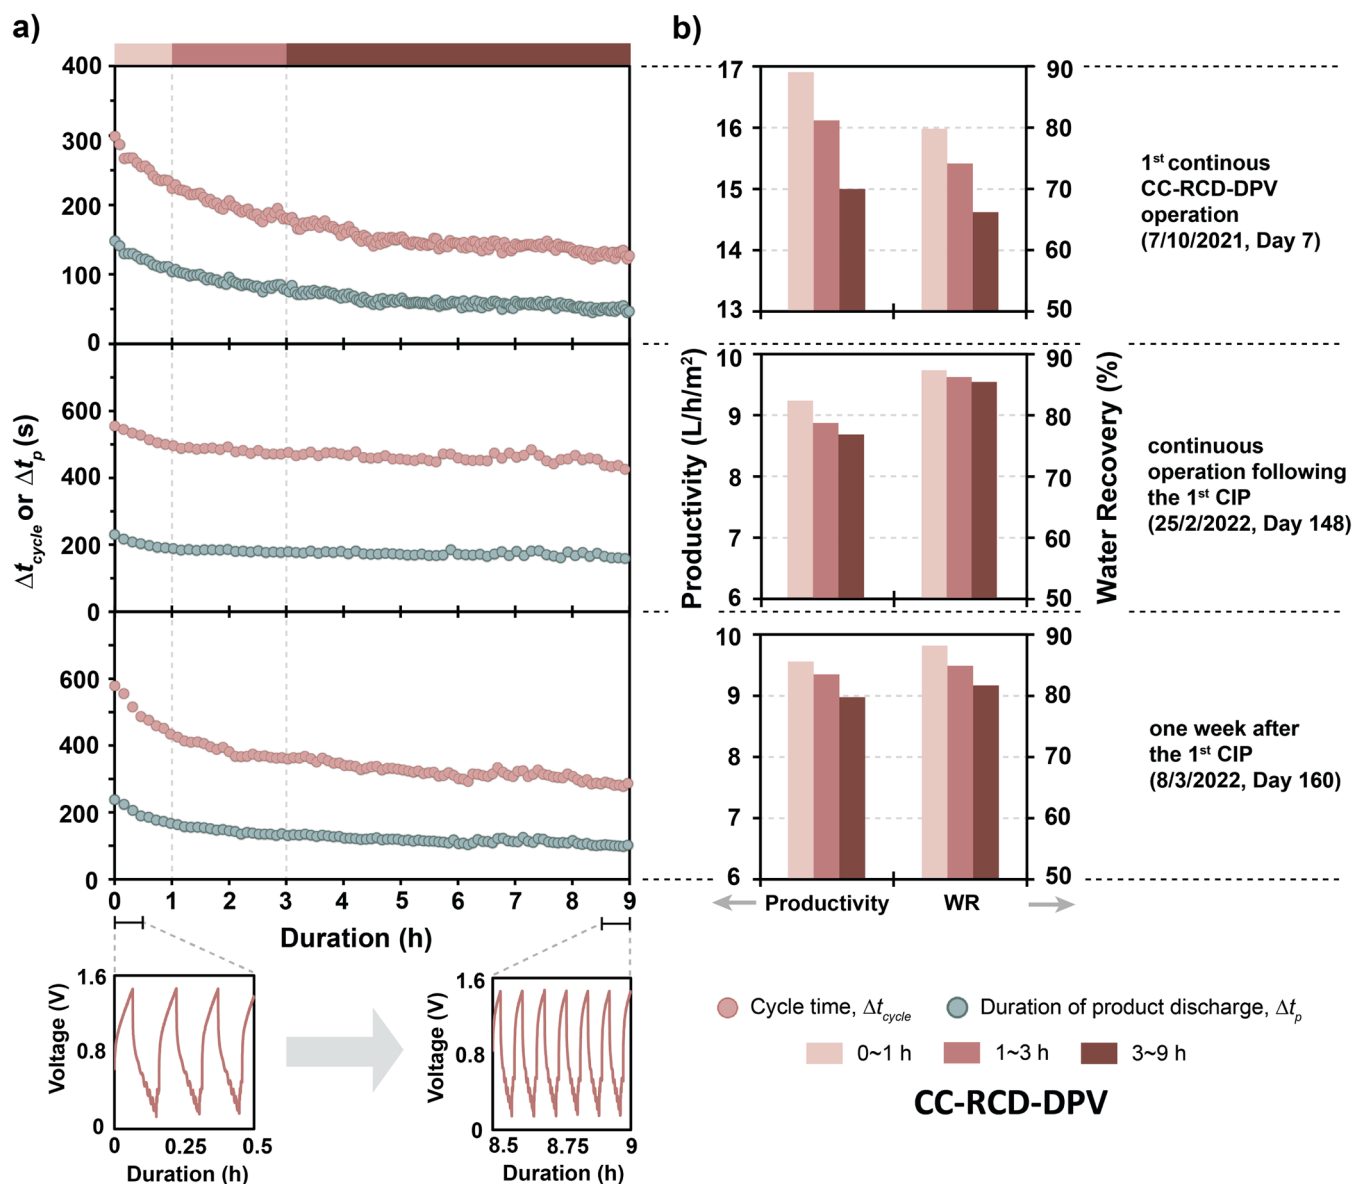 a)
b)
400
300
200
100
0
600
400
200
0
600
400
200
0
0 1 2 3 4 5 6 7 8 9
Duration (h)
Δt_cycle or Δt_p (s)
17
16
15
14
13
90
80
70
60
50
10
9
8
7
6
90
80
70
60
50
10
9
8
7
6
90
80
70
60
50
Productivity (L/h/m²)
Water Recovery (%)
Productivity
WR
1st continous
CC-RCD-DPV
operation
(7/10/2021, Day 7)
continuous
operation following
the 1st CIP
(25/2/2022, Day 148)
one week after
the 1st CIP
(8/3/2022, Day 160)
1.6
0.8
0
Voltage (V)
0 0.25 0.5
Duration (h)
1.6
0.8
0
Voltage (V)
8.5 8.75 9
Duration (h)
Cycle time, Δt_cycle
Duration of product discharge, Δt_p
0~1 h
1~3 h
3~9 h
CC-RCD-DPV